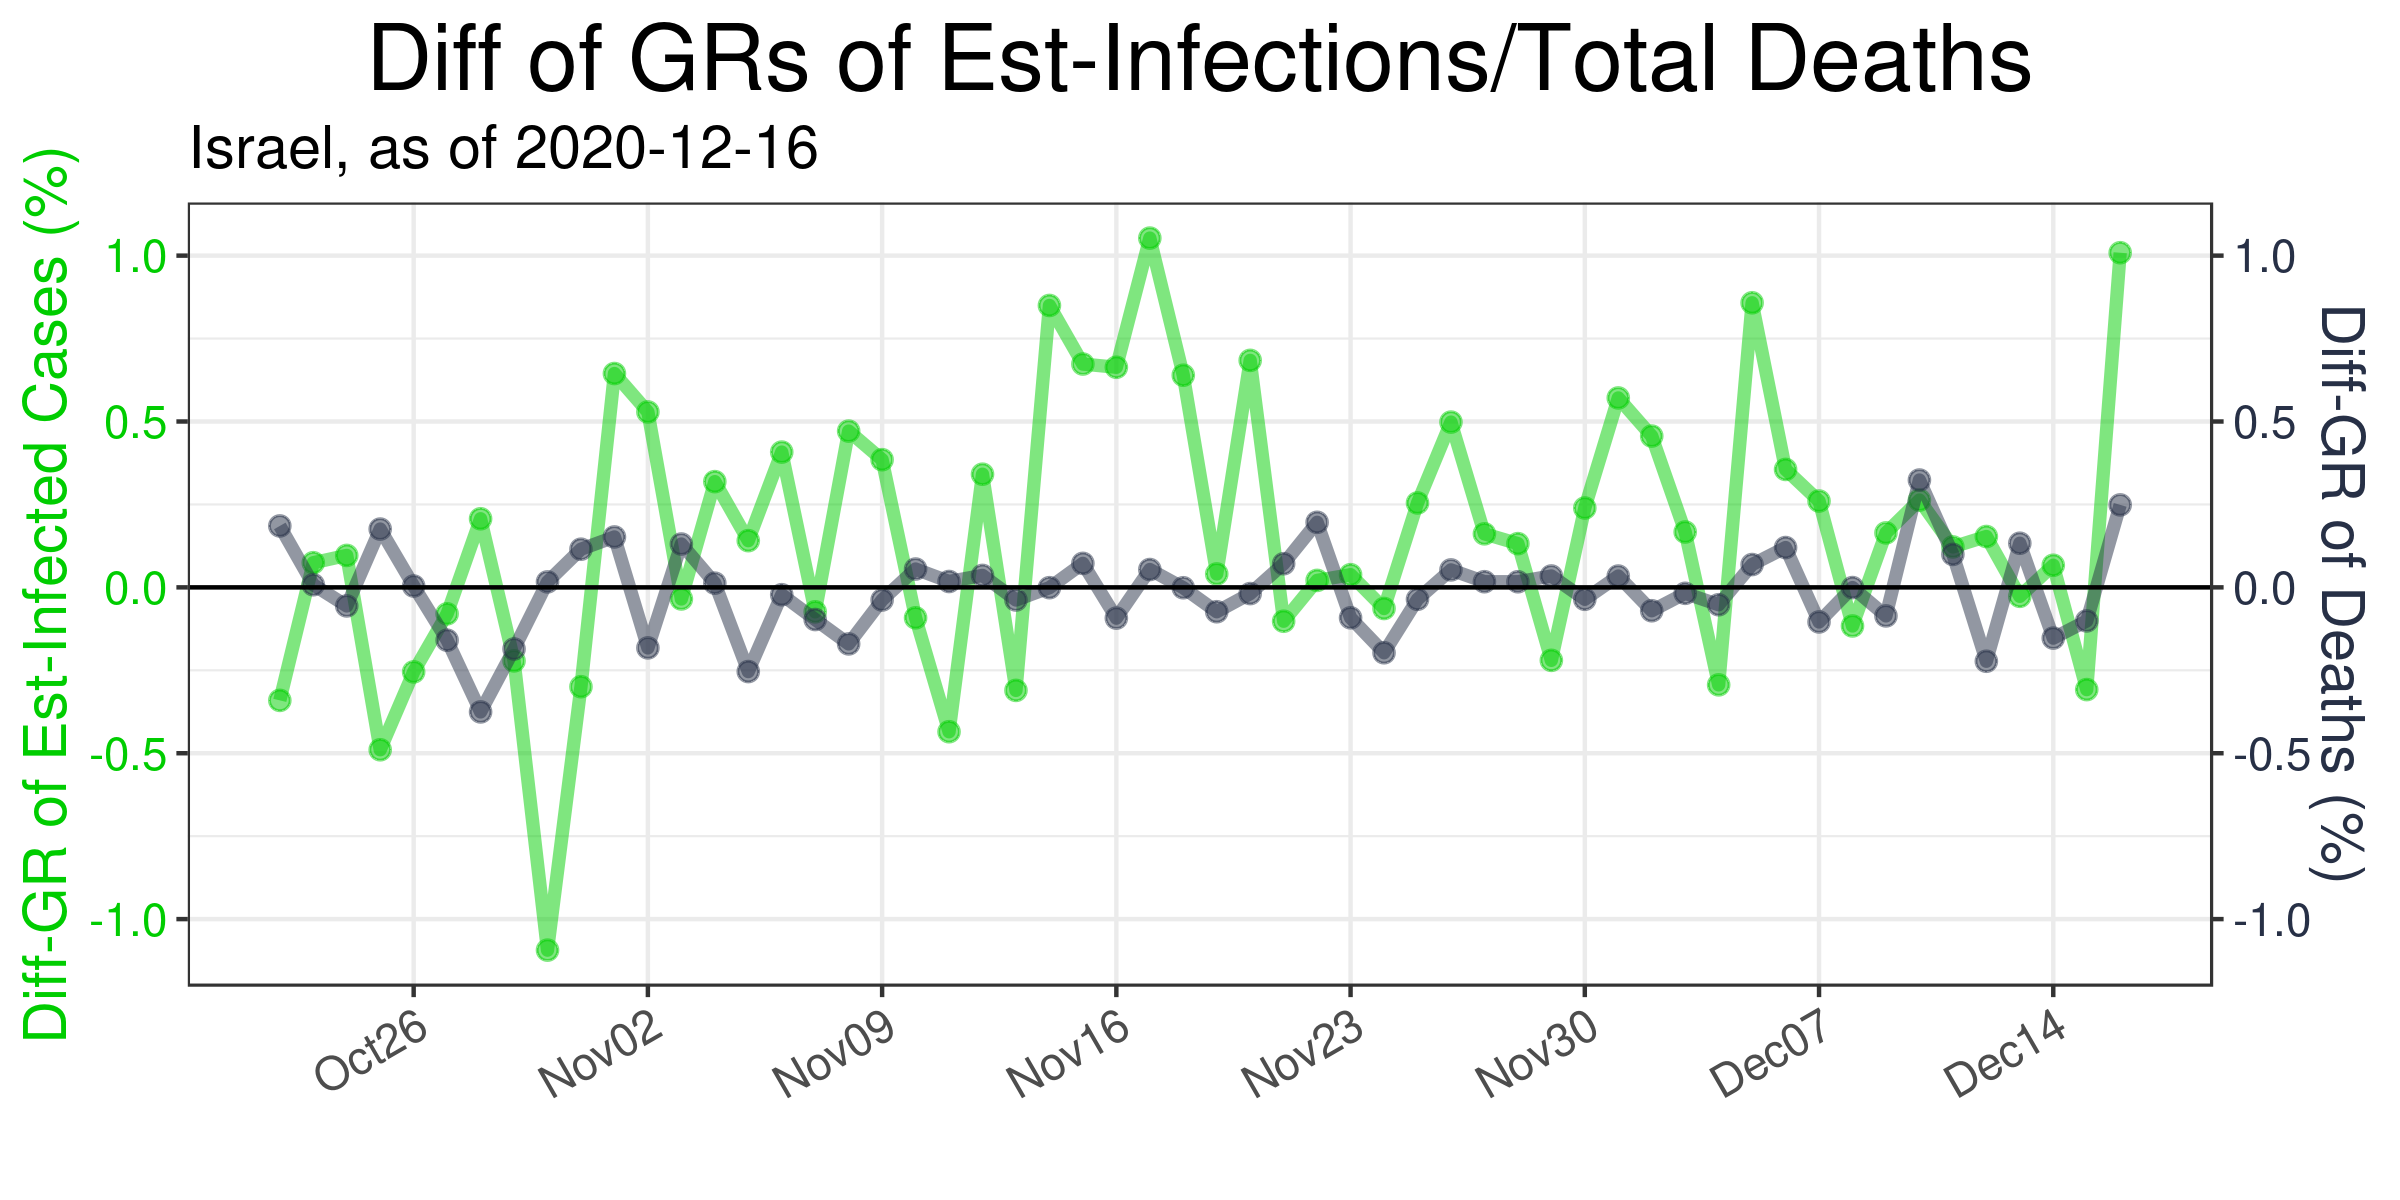 Diff of GRs of Est-Infections/Total Deaths
Israel, as of 2020-12-16
Diff-GR of Est-Infected Cases (%)
1.0
0.5
0.0
-0.5
-1.0
1.0
0.5
0.0
-0.5
-1.0
Diff-GR of Deaths (%)
Oct26
Nov02
Nov09
Nov16
Nov23
Nov30
Dec07
Dec14